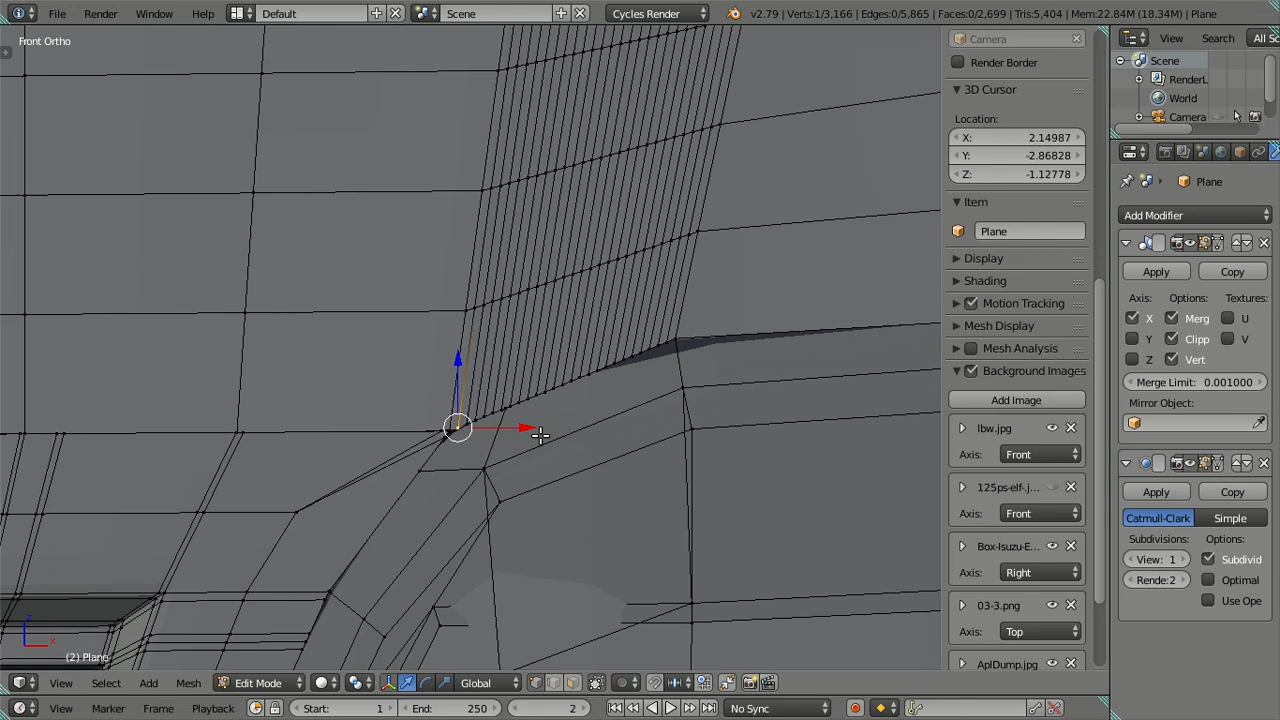 File Render Window Help Default Scene Cycles Render v2.79 | Verts:1/3,166 | Edges:0/5,865 | Faces:0/2,699 | Tris:5,404 | Mem:22.84M (18.34M) | Plane
Front Ortho
(2) Plane
z
x
Camera
Render Border
3D Cursor
Location:
X: 2.14987
Y: -2.86828
Z: -1.12778
Item
Plane
Display
Shading
Motion Tracking
Mesh Display
Mesh Analysis
Background Images
Add Image
lbw.jpg
Axis: Front
125ps-elf-.j...
Axis: Front
Box-Isuzu-E...
Axis: Right
03-3.png
Axis: Top
AplDump.jpg
View Search All Sc
Scene
RenderL
World
Camera
Plane
Add Modifier
Apply Copy
Axis: Options: Textures:
X Merg U
Y Clipp V
Z Vert
Merge Limit: 0.001000
Mirror Object:
Apply Copy
Catmull-Clark Simple
Subdivisions: Options:
View: 1 Subdivid
Rende:2 Optimal
Use Ope
View Select Add Mesh Edit Mode Global
View Marker Frame Playback Start: 1 End: 250 2 No Sync